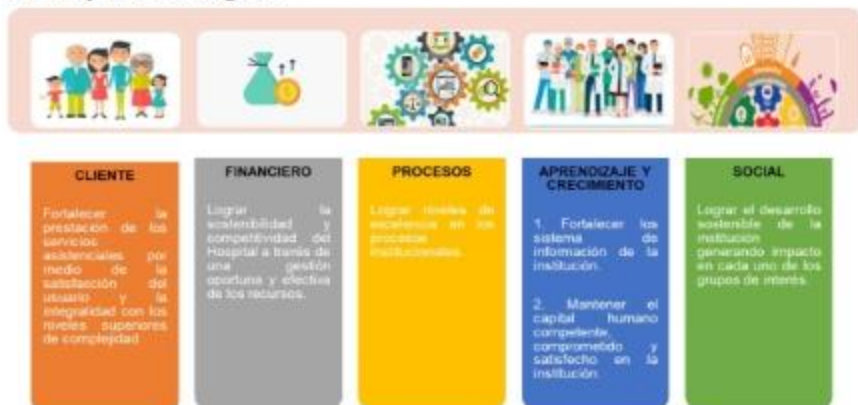 CLIENTE
Fortalecer la
prestación de los
servicios
asistenciales por
medio de la
satisfacción del
usuario y la
integralidad con los
niveles superiores
de complejidad
FINANCIERO
Lograr la
sostenibilidad y
competitividad del
Hospital a través de
una gestión
oportuna y efectiva
de los recursos.
PROCESOS
Lograr niveles de
excelencia en los
procesos
institucionales.
APRENDIZAJE Y
CRECIMIENTO
1. Fortalecer los
sistema de
información de la
institución.
2. Mantener el
capital humano
competente,
comprometido y
satisfecho en la
institución.
SOCIAL
Lograr el desarrollo
sostenible de la
institución
generando impacto
en cada uno de los
grupos de interés.